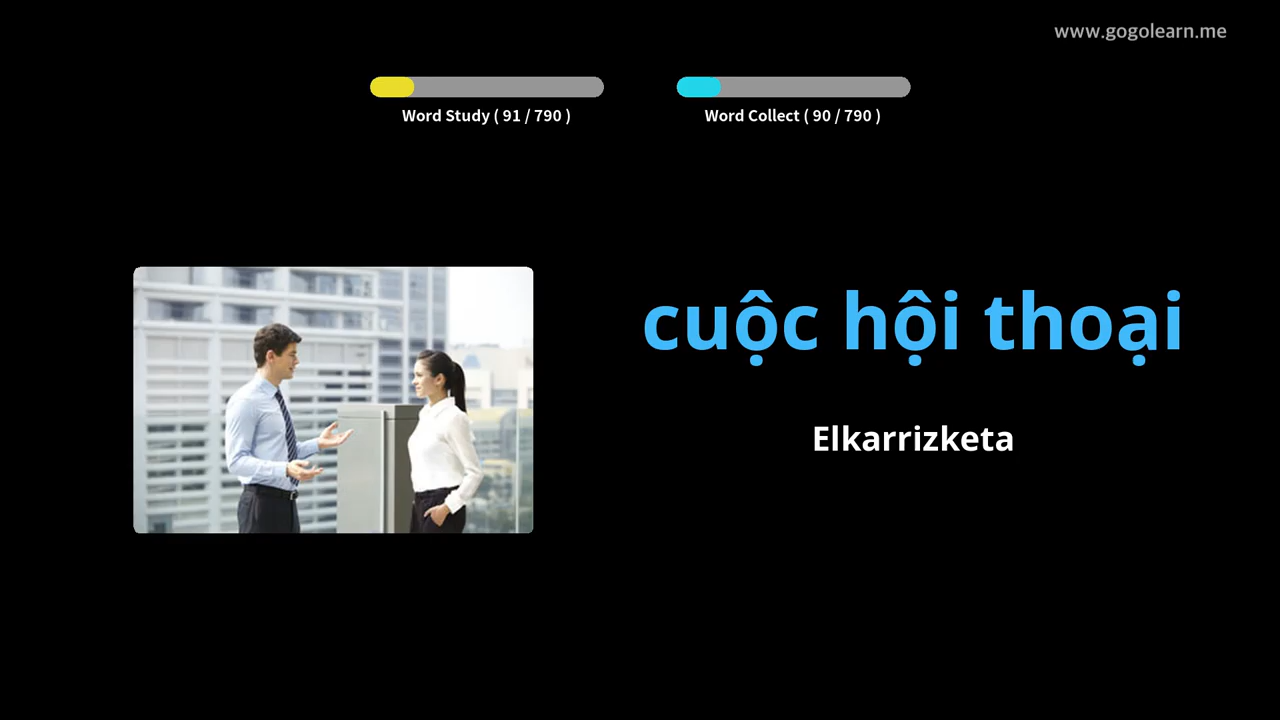 www.gogolearn.me
Word Study ( 91 / 790 )
Word Collect ( 90 / 790 )
cuộc hội thoại
Elkarrizketa